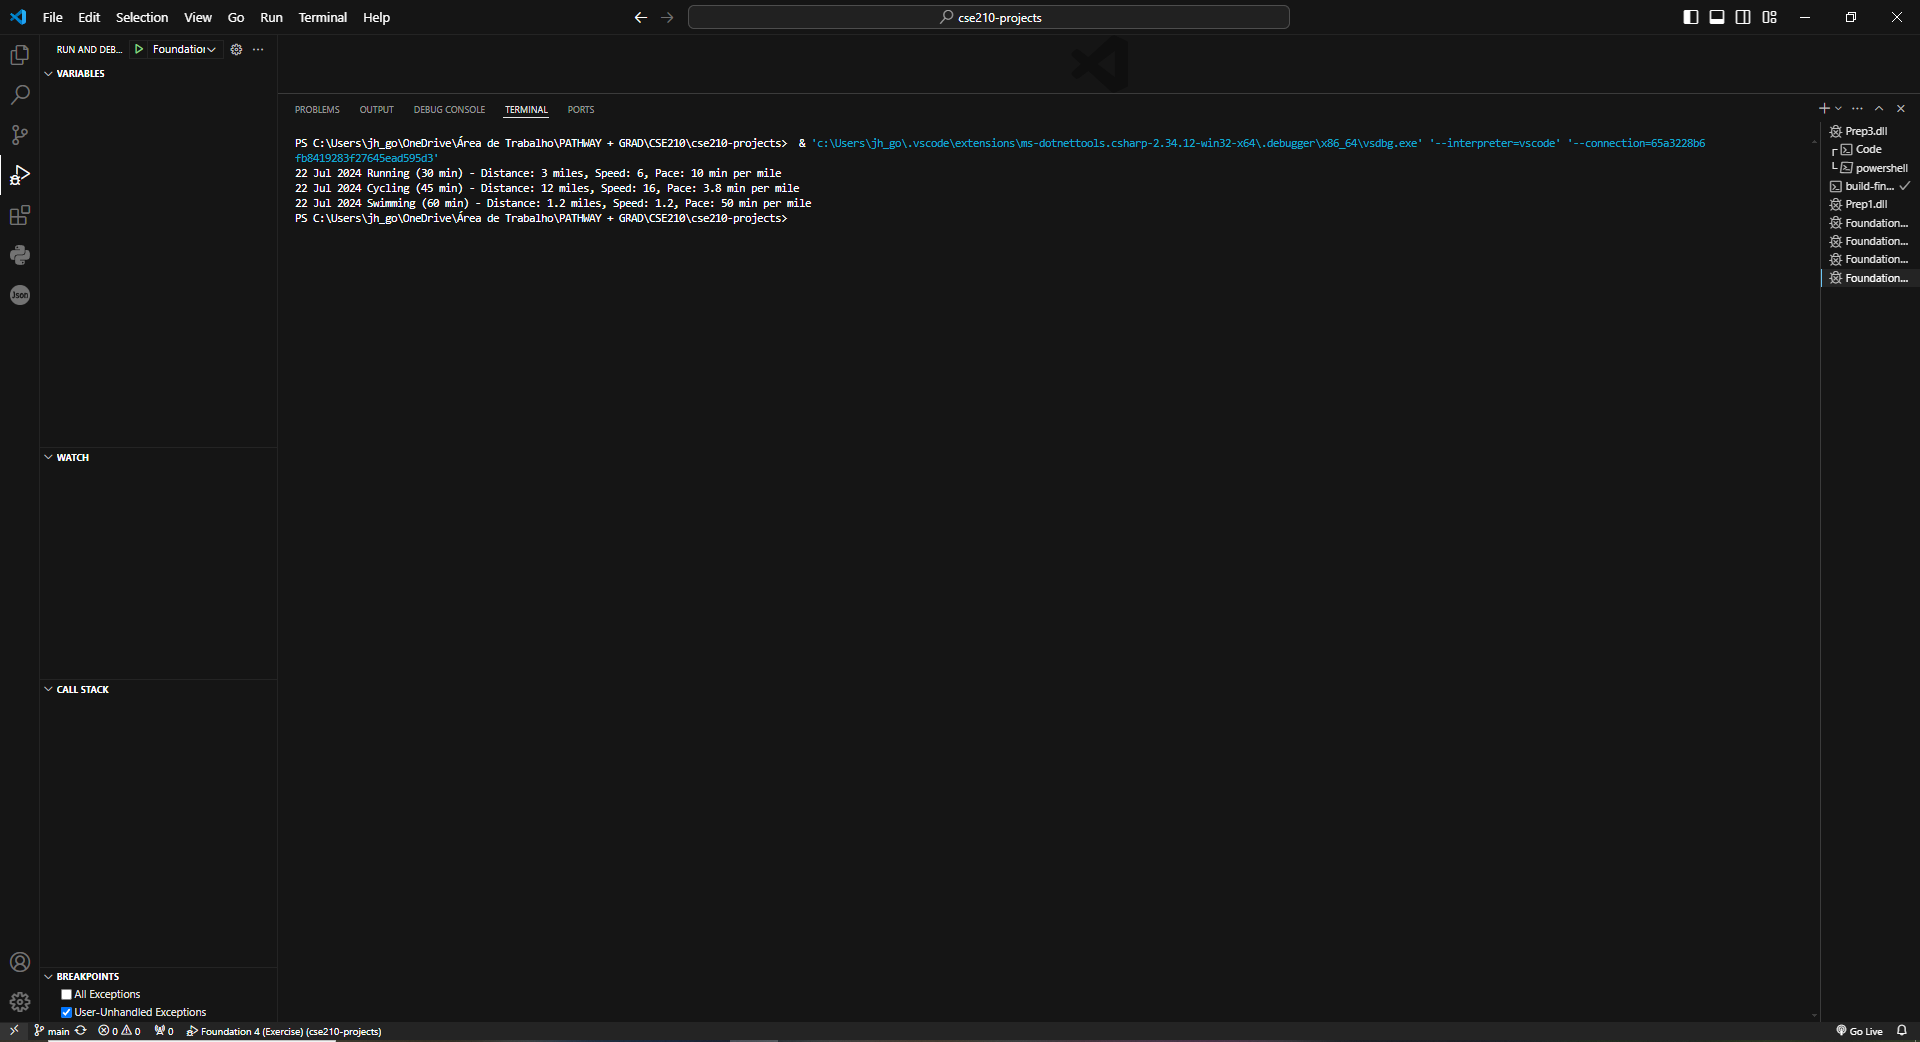 File Edit Selection View Go Run Terminal Help
cse210-projects
RUN AND DEB... Foundation
VARIABLES
WATCH
CALL STACK
BREAKPOINTS
All Exceptions
User-Unhandled Exceptions
PROBLEMS OUTPUT DEBUG CONSOLE TERMINAL PORTS
PS C:\Users\jh_go\OneDrive\Área de Trabalho\PATHWAY + GRAD\CSE210\cse210-projects>  & 'c:\Users\jh_go\.vscode\extensions\ms-dotnettools.csharp-2.34.12-win32-x64\.debugger\x86_64\vsdbg.exe' '--interpreter=vscode' '--connection=65a3228b6
fb8419283f27645ead595d3'
22 Jul 2024 Running (30 min) - Distance: 3 miles, Speed: 6, Pace: 10 min per mile
22 Jul 2024 Cycling (45 min) - Distance: 12 miles, Speed: 16, Pace: 3.8 min per mile
22 Jul 2024 Swimming (60 min) - Distance: 1.2 miles, Speed: 1.2, Pace: 50 min per mile
PS C:\Users\jh_go\OneDrive\Área de Trabalho\PATHWAY + GRAD\CSE210\cse210-projects>
Prep3.dll
Code
powershell
build-fin...
Prep1.dll
Foundation...
Foundation...
Foundation...
Foundation...
Json
main 0 0 0 Foundation 4 (Exercise) (cse210-projects) Go Live